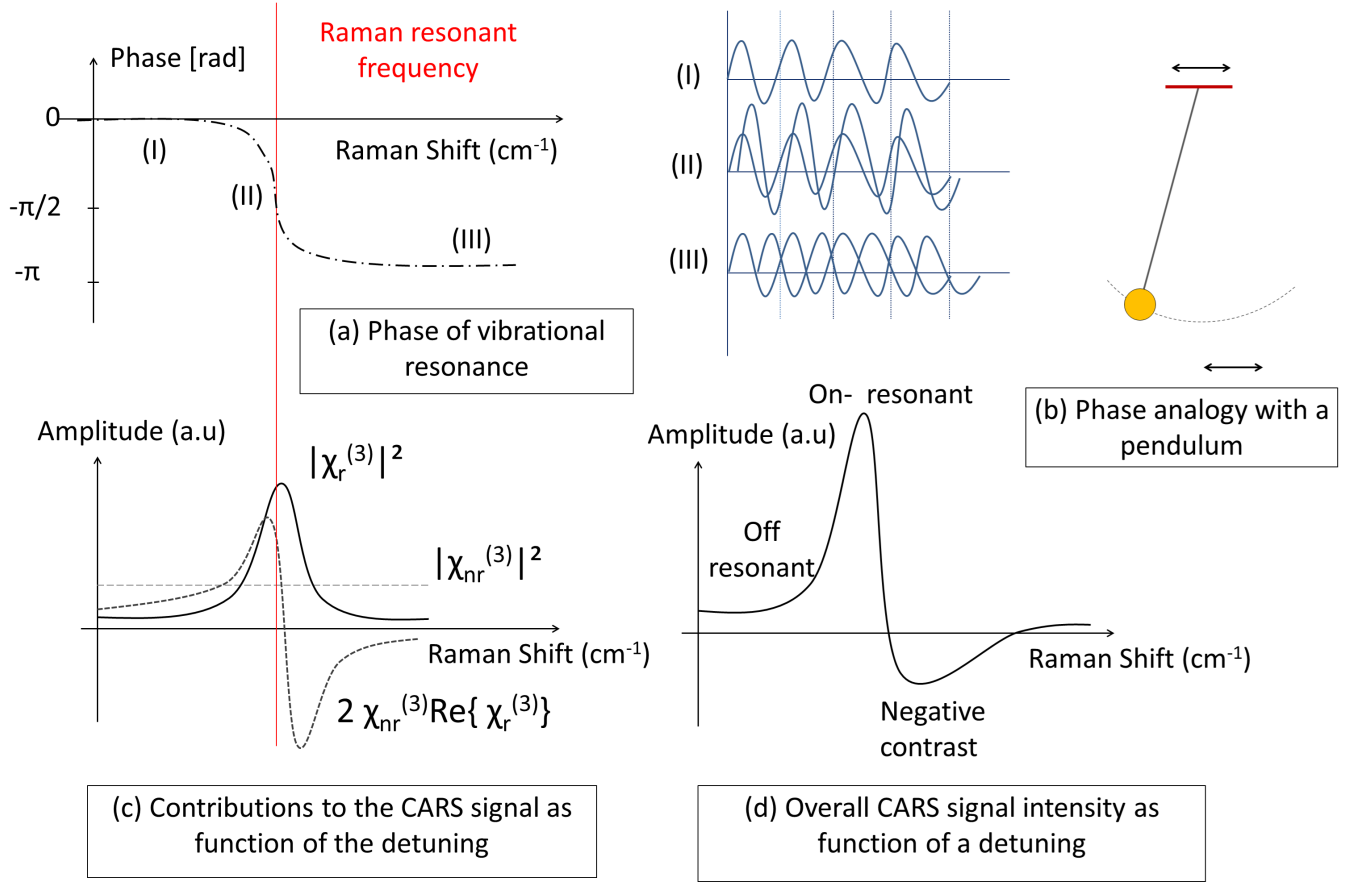 Raman resonant
frequency
Phase [rad]
0
Raman Shift (cm⁻¹)
(I)
(II)
-π/2
(III)
-π
(a) Phase of vibrational
resonance
(I)
(II)
(III)
(b) Phase analogy with a
pendulum
Amplitude (a.u)
|χr⁽³⁾|²
|χnr⁽³⁾|²
Raman Shift (cm⁻¹)
2 χnr⁽³⁾Re{ χr⁽³⁾}
(c) Contributions to the CARS signal as
function of the detuning
On- resonant
Amplitude (a.u)
Off
resonant
Raman Shift (cm⁻¹)
Negative
contrast
(d) Overall CARS signal intensity as
function of a detuning